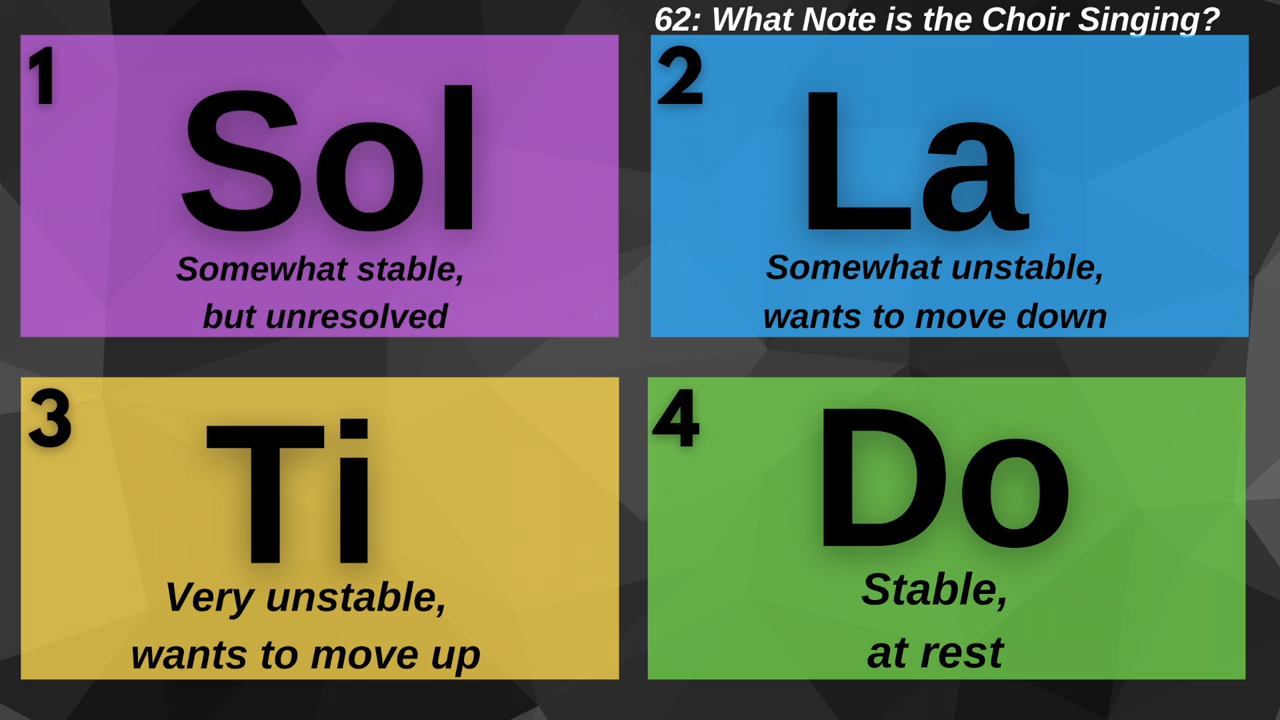 62: What Note is the Choir Singing?
1
Sol
Somewhat stable,
but unresolved
2
La
Somewhat unstable,
wants to move down
3
Ti
Very unstable,
wants to move up
4
Do
Stable,
at rest